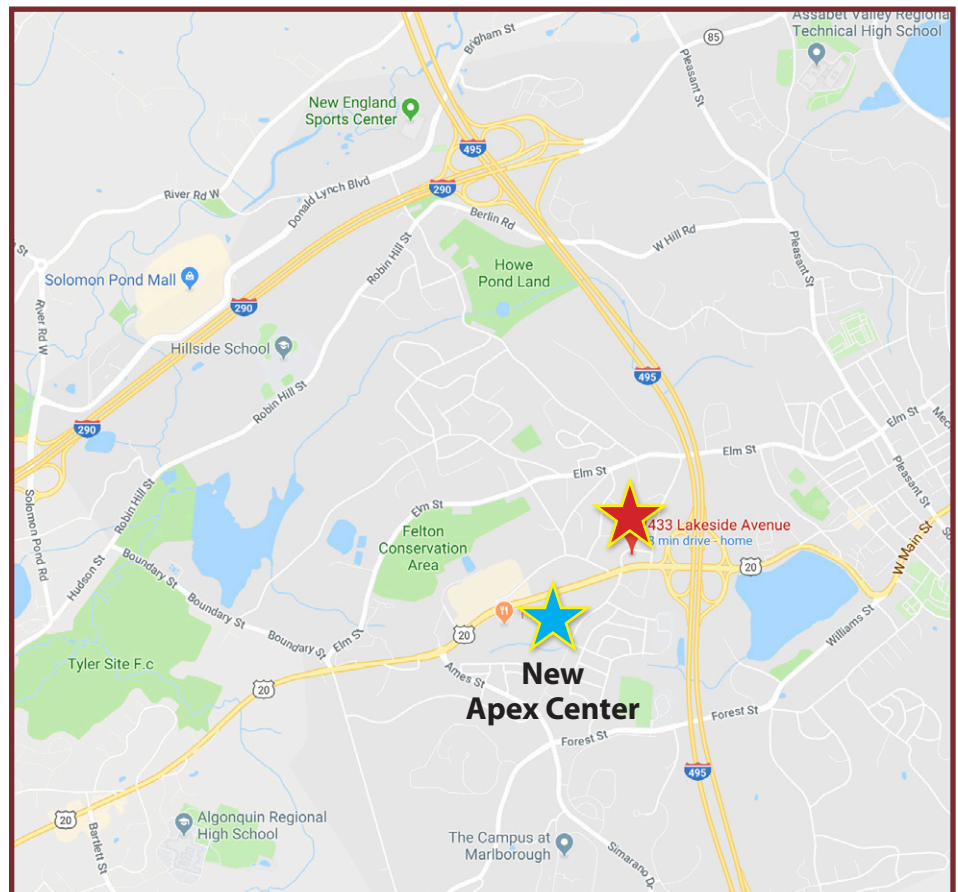 Assabet Valley Regional
Technical High School
Brigham St
85
Pleasant St
New England
Sports Center
495
290
River Rd W
Donald Lynch Blvd
Berlin Rd
W Hill Rd
Pleasant St
St
Robin Hill St
Howe
Pond Land
Solomon Pond Mall
290
River Rd W
Hillside School
495
Robin Hill St
290
Elm St
Elm St
Elm St
Pleasant St
Elm St
Solomon Pond Rd
Robin Hill St
Felton
Conservation
Area
433 Lakeside Avenue
3 min drive - home
W Main St
20
Hudson St
Boundary St
Boundary St
Boundary St
Elm St
20
Williams St
Tyler Site F.c
Ames St
New
Apex Center
20
Forest St
Forest St
495
20
Bartlett St
Algonquin Regional
High School
The Campus at
Marlborough
Simarano Dr